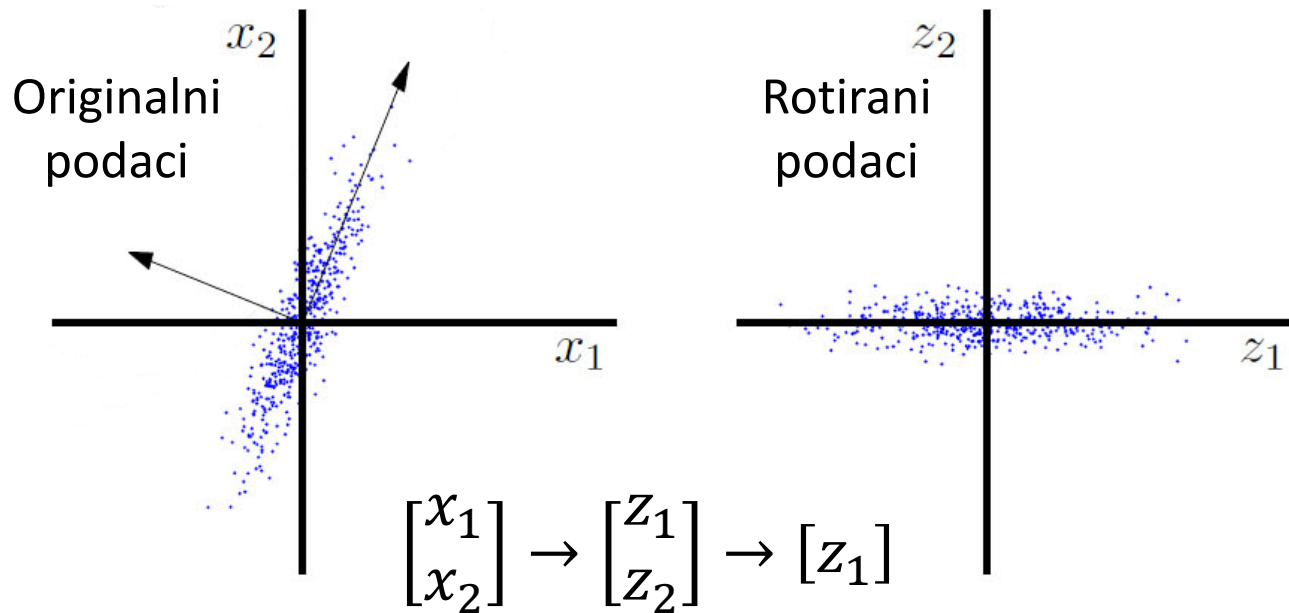 x₂
Originalni
podaci
x₁
z₂
Rotirani
podaci
z₁
[x₁ x₂] → [z₁ z₂] → [z₁]